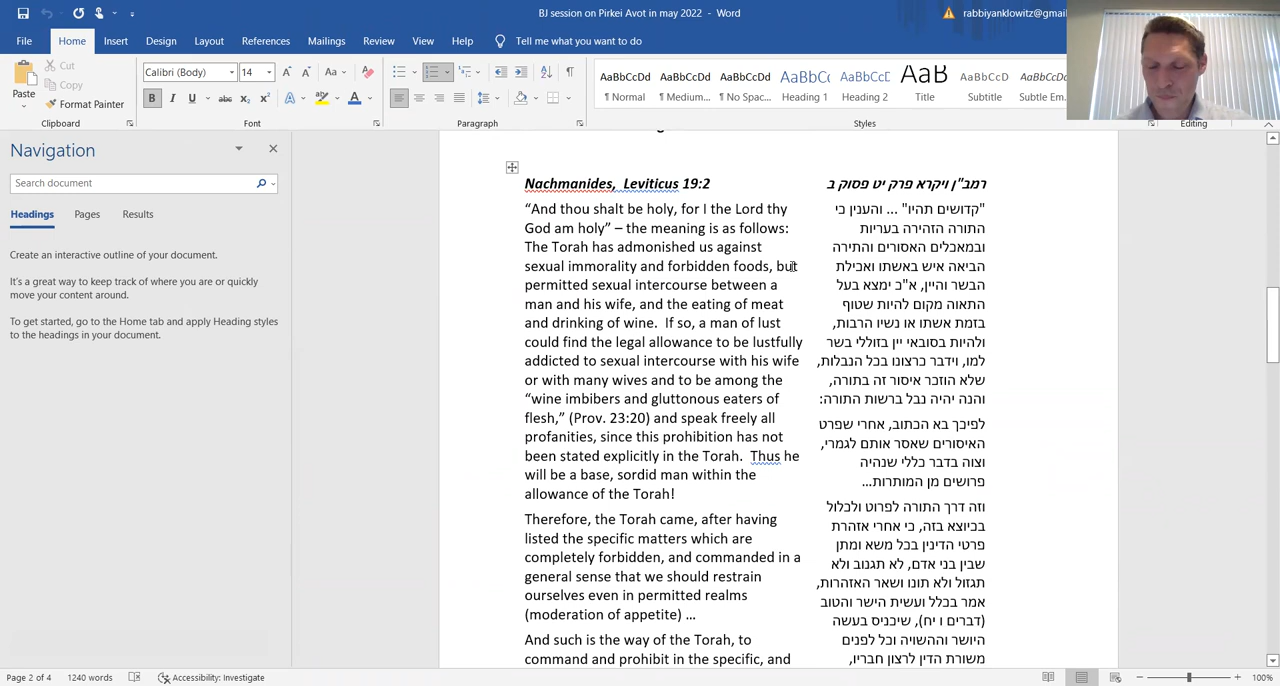 BJ session on Pirkei Avot in may 2022 - Word
rabbiyanklowitz@gmail
File Home Insert Design Layout References Mailings Review View Help Tell me what you want to do
Paste
Cut
Copy
Format Painter
Calibri (Body) 14
AaBbCcDd AaBbCcDd AaBbCcDd AaBbCc AaBbCcD AaB AaBbCcD AaBbCcDd
¶ Normal ¶ Medium... ¶ No Spac... Heading 1 Heading 2 Title Subtitle Subtle Em...
Clipboard Font Paragraph Styles Editing
Navigation
Search document
Headings Pages Results
Create an interactive outline of your document.
It's a great way to keep track of where you are or quickly
move your content around.
To get started, go to the Home tab and apply Heading styles
to the headings in your document.
Nachmanides, Leviticus 19:2
“And thou shalt be holy, for I the Lord thy
God am holy” – the meaning is as follows:
The Torah has admonished us against
sexual immorality and forbidden foods, but
permitted sexual intercourse between a
man and his wife, and the eating of meat
and drinking of wine. If so, a man of lust
could find the legal allowance to be lustfully
addicted to sexual intercourse with his wife
or with many wives and to be among the
“wine imbibers and gluttonous eaters of
flesh,” (Prov. 23:20) and speak freely all
profanities, since this prohibition has not
been stated explicitly in the Torah. Thus he
will be a base, sordid man within the
allowance of the Torah!
Therefore, the Torah came, after having
listed the specific matters which are
completely forbidden, and commanded in a
general sense that we should restrain
ourselves even in permitted realms
(moderation of appetite) ...
And such is the way of the Torah, to
command and prohibit in the specific, and
רמב"ן ויקרא פרק יט פסוק ב
"קדושים תהיו" ... והענין כי
התורה הזהירה בעריות
ובמאכלים האסורים והתירה
הביאה איש באשתו ואכילת
הבשר והיין, א"כ ימצא בעל
התאוה מקום להיות שטוף
בזמת אשתו או נשיו הרבות,
ולהיות בסובאי יין בזוללי בשר
למו, וידבר כרצונו בכל הנבלות,
שלא הוזכר איסור זה בתורה,
והנה יהיה נבל ברשות התורה:
לפיכך בא הכתוב, אחרי שפרט
האיסורים שאסר אותם לגמרי,
וצוה בדבר כללי שנהיה
פרושים מן המותרות...
וזה דרך התורה לפרוט ולכלול
בכיוצא בזה, כי אחרי אזהרת
פרטי הדינין בכל משא ומתן
שבין בני אדם, לא תגנוב ולא
תגזול ולא תונו ושאר האזהרות,
אמר בכלל ועשית הישר והטוב
(דברים ו יח), שיכניס בעשה
היושר וההשויה וכל לפנים
משורת הדין לרצון חבריו,
Page 2 of 4 1240 words Accessibility: Investigate 100%